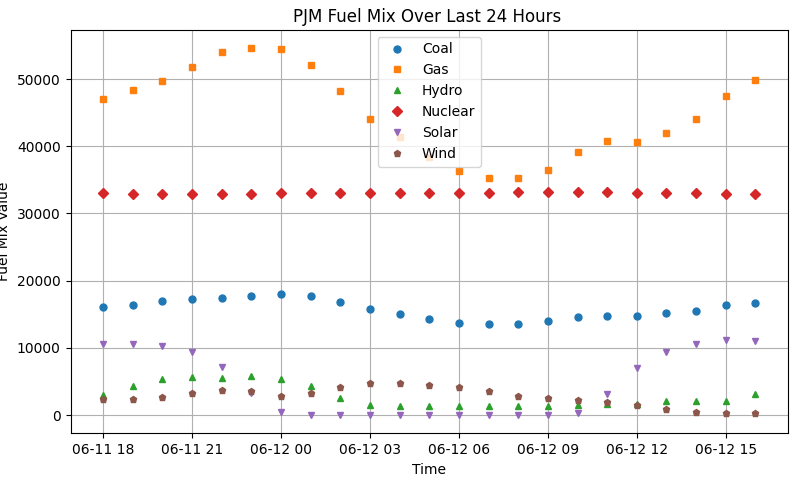 PJM Fuel Mix Over Last 24 Hours
Coal
Gas
Hydro
Nuclear
Solar
Wind
50000
40000
30000
20000
10000
0
Fuel Mix Value
06-11 18
06-11 21
06-12 00
06-12 03
06-12 06
06-12 09
06-12 12
06-12 15
Time